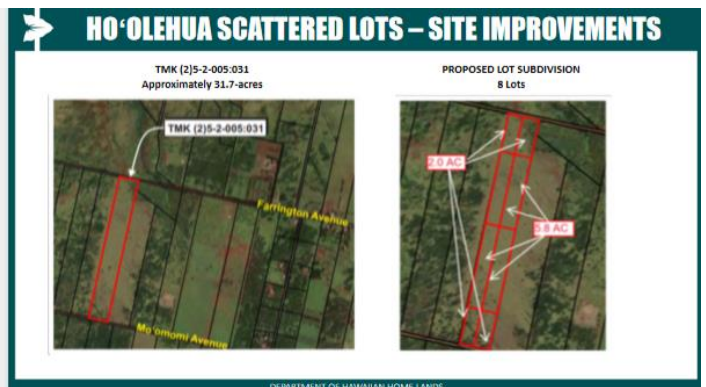 HOʻOLEHUA SCATTERED LOTS – SITE IMPROVEMENTS
TMK (2)5-2-005:031
Approximately 31.7-acres
TMK (2)5-2-005:031
Farrington Avenue
Mo'omomi Avenue
PROPOSED LOT SUBDIVISION
8 Lots
2.0 AC
5.8 AC
DEPARTMENT OF HAWAIIAN HOME LANDS